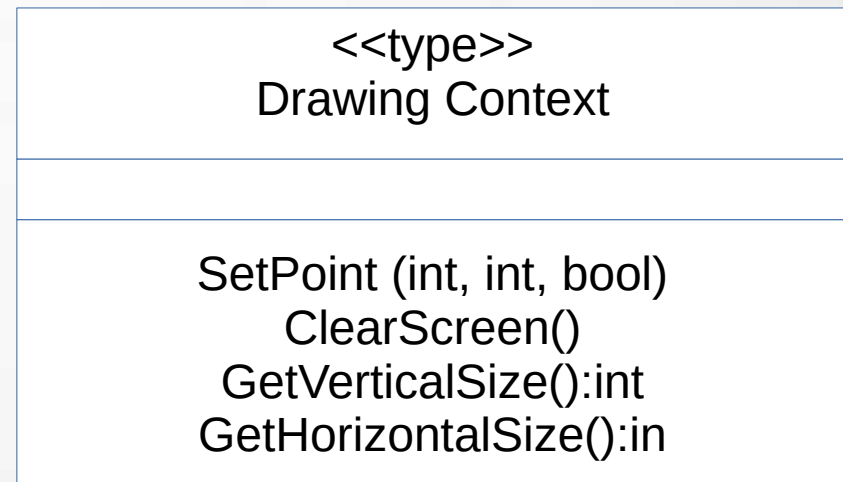 <<type>>
Drawing Context
SetPoint (int, int, bool)
ClearScreen()
GetVerticalSize():int
GetHorizontalSize():in